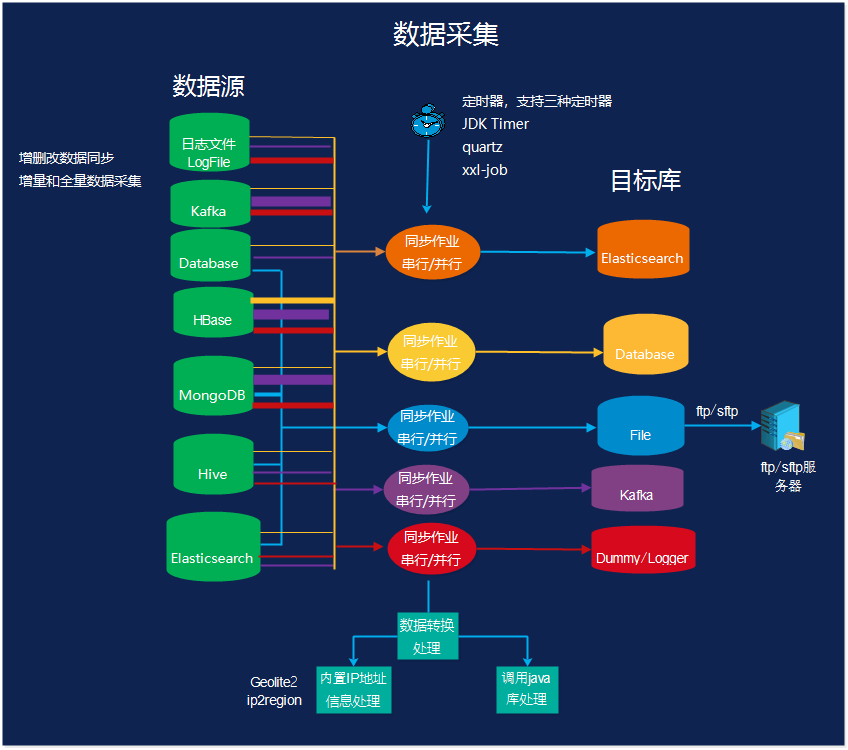 数据采集
数据源
定时器，支持三种定时器
JDK Timer
quartz
xxl-job
增删改数据同步
增量和全量数据采集
目标库
日志文件
LogFile
Kafka
Database
HBase
MongoDB
Hive
Elasticsearch
同步作业
串行/并行
Elasticsearch
同步作业
串行/并行
Database
同步作业
串行/并行
File
ftp/sftp
ftp/sftp服
务器
同步作业
串行/并行
Kafka
同步作业
串行/并行
Dummy/Logger
数据转换
处理
Geolite2
ip2region
内置IP地址
信息处理
调用java
库处理